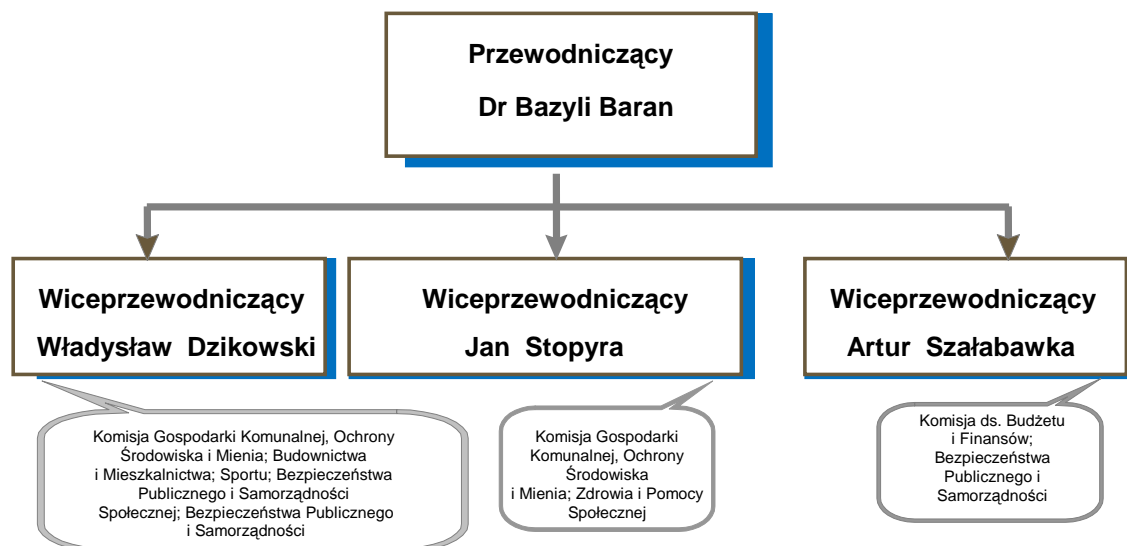 Przewodniczący
Dr Bazyli Baran
Wiceprzewodniczący
Władysław Dzikowski
Wiceprzewodniczący
Jan Stopyra
Wiceprzewodniczący
Artur Szałabawka
Komisja Gospodarki Komunalnej, Ochrony
Środowiska i Mienia; Budownictwa
i Mieszkalnictwa; Sportu; Bezpieczeństwa
Publicznego i Samorządności
Społecznej; Bezpieczeństwa Publicznego
i Samorządności
Komisja Gospodarki
Komunalnej, Ochrony
Środowiska
i Mienia; Zdrowia i Pomocy
Społecznej
Komisja ds. Budżetu
i Finansów;
Bezpieczeństwa
Publicznego i
Samorządności